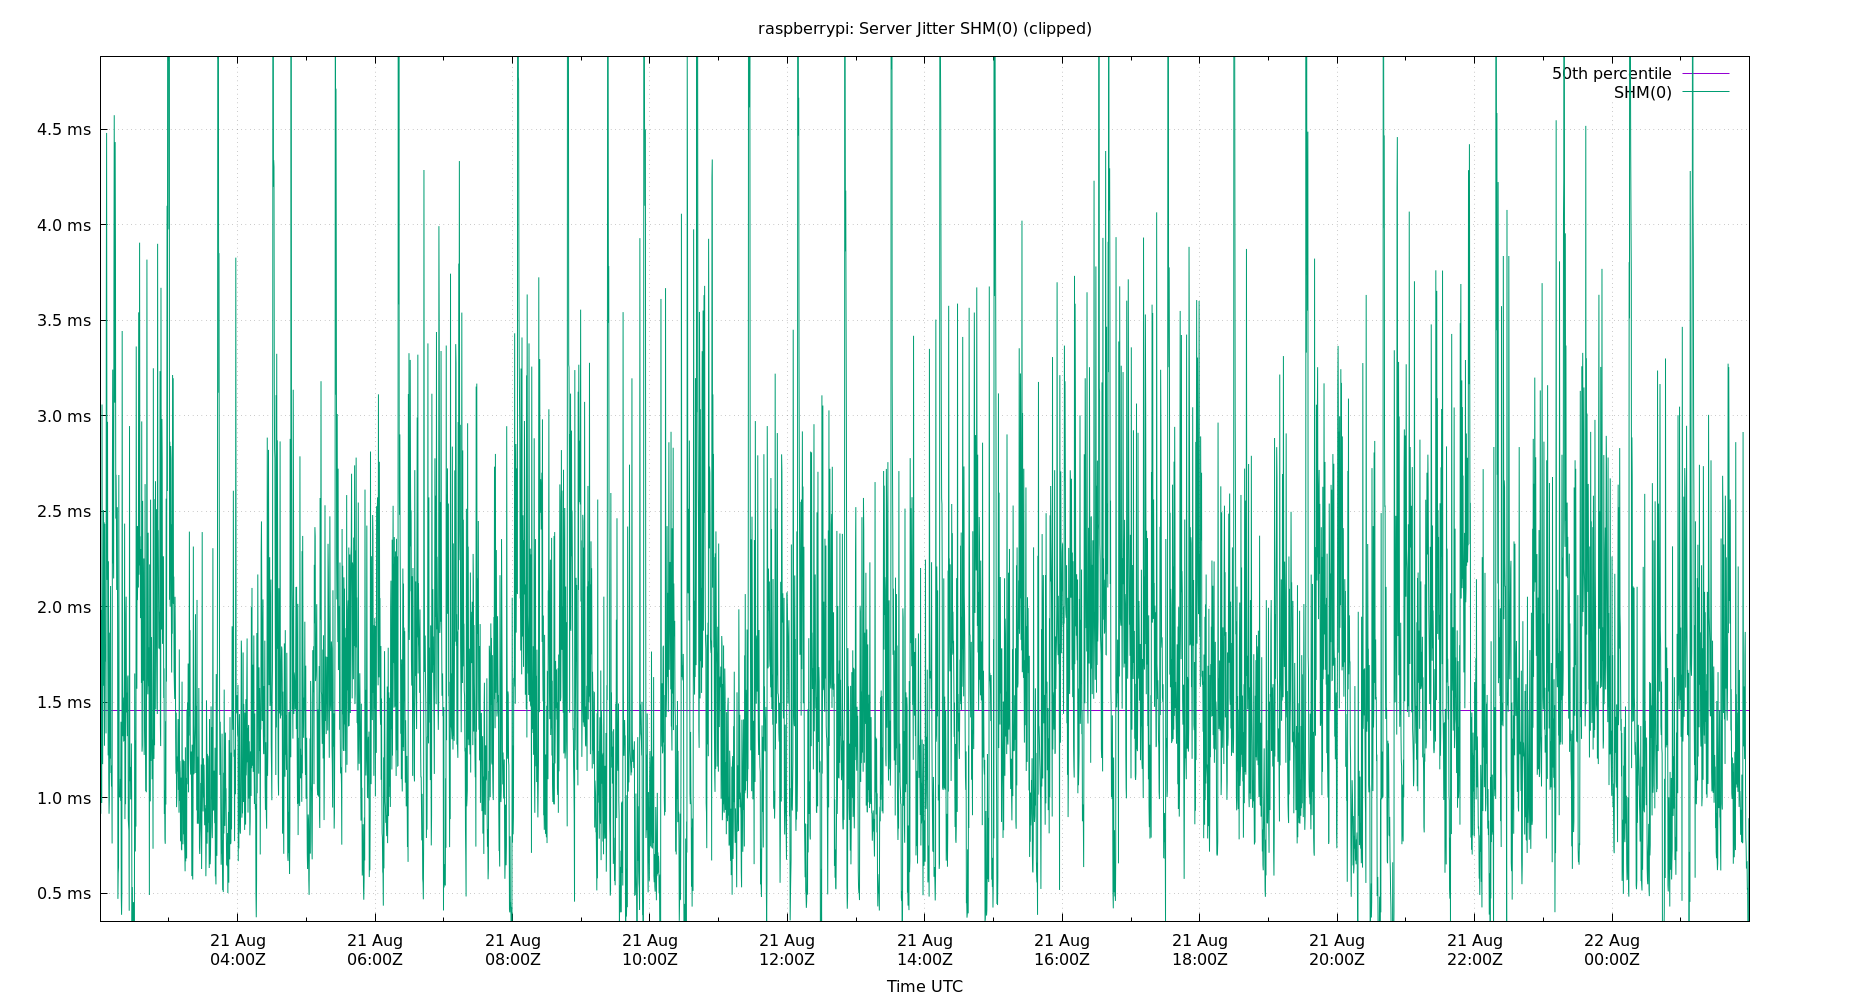 raspberrypi: Server Jitter SHM(0) (clipped)
50th percentile
SHM(0)
4.5 ms
4.0 ms
3.5 ms
3.0 ms
2.5 ms
2.0 ms
1.5 ms
1.0 ms
0.5 ms
21 Aug 21 Aug 21 Aug 21 Aug 21 Aug 21 Aug 21 Aug 21 Aug 21 Aug 21 Aug 22 Aug
04:00Z 06:00Z 08:00Z 10:00Z 12:00Z 14:00Z 16:00Z 18:00Z 20:00Z 22:00Z 00:00Z
Time UTC